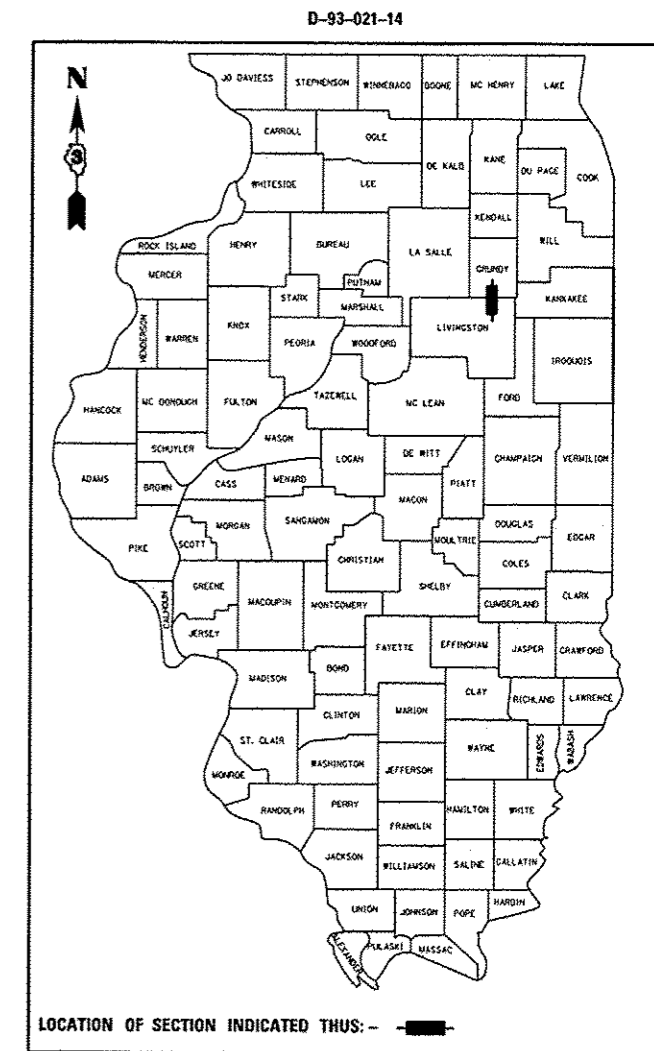 D-93-021-14
N
3
JO DAVIESS STEPHENSON WINNEBAGO BOONE MC HENRY LAKE
CARROLL OGLE DE KALB KANE DU PAGE COOK
WHITESIDE LEE KENDALL
ROCK ISLAND HENRY BUREAU LA SALLE GRUNDY WILL
MERCER PUTNAM KANKAKEE
STARK MARSHALL
HENDERSON WARREN KNOX PEORIA WOODFORD LIVINGSTON IROQUOIS
HANCOCK MC DONOUGH FULTON TAZEWELL MC LEAN FORD
MASON
SCHUYLER LOGAN DE WITT CHAMPAIGN VERMILION
ADAMS BROWN CASS MENARD PIATT
MACON
MORGAN SANGAMON MOULTRIE DOUGLAS EDGAR
PIKE SCOTT CHRISTIAN COLES
GREENE SHELBY
CALHOUN MACOUPIN MONTGOMERY CUMBERLAND CLARK
JERSEY FAYETTE EFFINGHAM JASPER CRAWFORD
BOND
MADISON CLAY RICHLAND LAWRENCE
CLINTON MARION
ST. CLAIR WAYNE EDWARDS WABASH
WASHINGTON JEFFERSON
MONROE
RANDOLPH PERRY HAMILTON WHITE
FRANKLIN
JACKSON WILLIAMSON SALINE GALLATIN
UNION JOHNSON POPE HARDIN
ALEXANDER PULASKI MASSAC
LOCATION OF SECTION INDICATED THUS: -